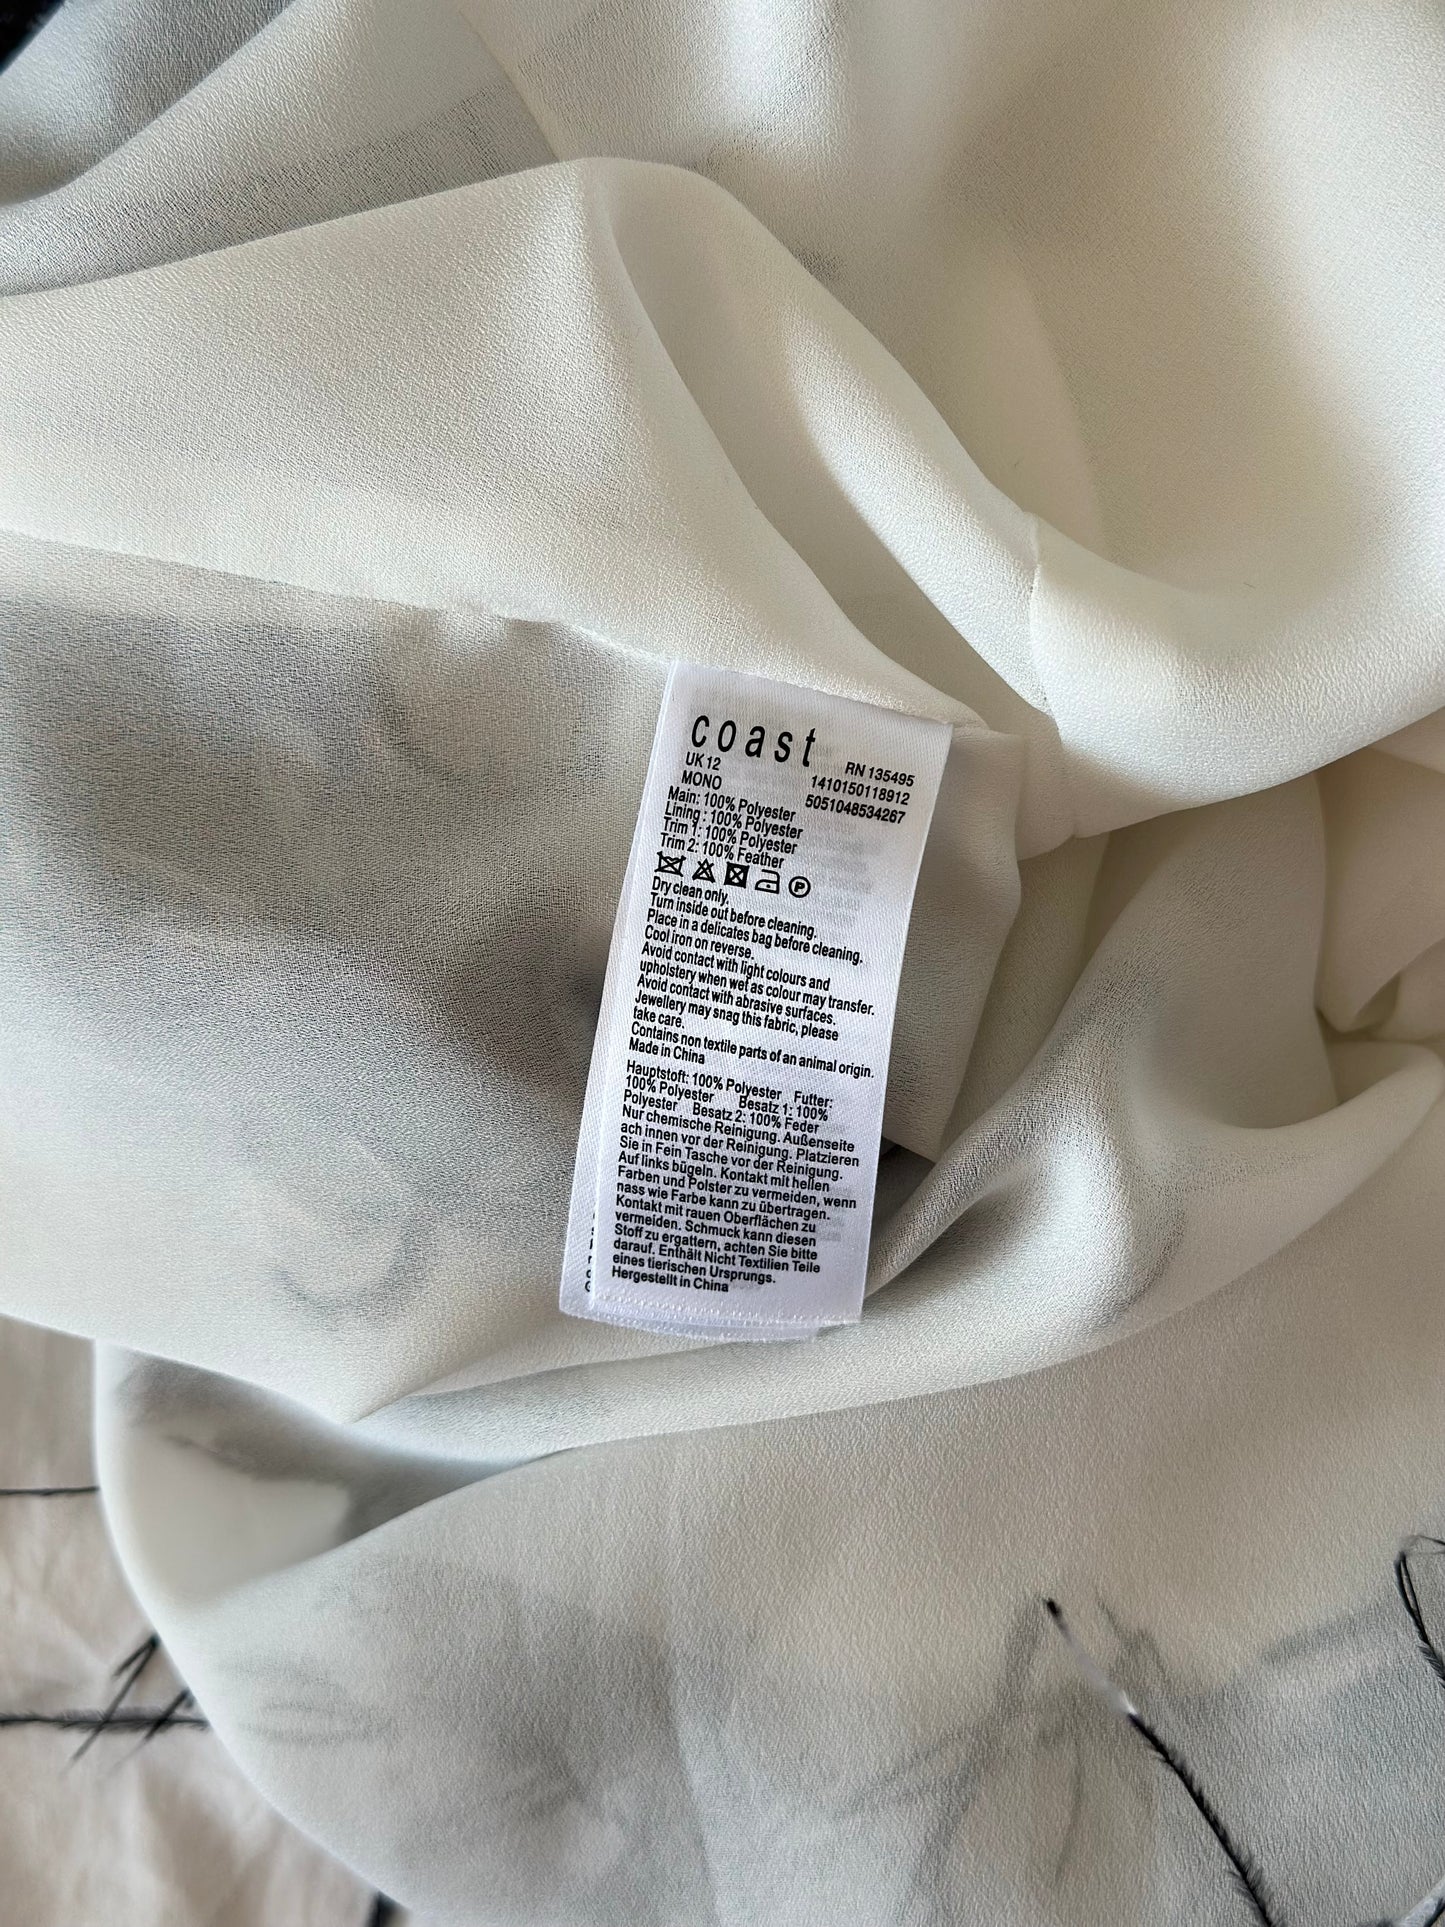 coast
UK 12 RN 135495
MONO 1410150118912
5051048534267
Main: 100% Polyester
Lining : 100% Polyester
Trim 1: 100% Polyester
Trim 2: 100% Feather
P
Dry clean only.
Turn inside out before cleaning.
Place in a delicates bag before cleaning.
Cool iron on reverse.
Avoid contact with light colours and
upholstery when wet as colour may transfer.
Avoid contact with abrasive surfaces.
Jewellery may snag this fabric, please
take care.
Contains non textile parts of an animal origin.
Made in China
Hauptstoff: 100% Polyester Futter:
100% Polyester Besatz 1: 100%
Polyester Besatz 2: 100% Feder
Nur chemische Reinigung. Außenseite
ach innen vor der Reinigung. Platzieren
Sie in Fein Tasche vor der Reinigung.
Auf links bügeln. Kontakt mit hellen
Farben und Polster zu vermeiden, wenn
nass wie Farbe kann zu übertragen.
Kontakt mit rauen Oberflächen zu
vermeiden. Schmuck kann diesen
Stoff zu ergattern, achten Sie bitte
darauf. Enthält Nicht Textilien Teile
eines tierischen Ursprungs.
Hergestellt in China